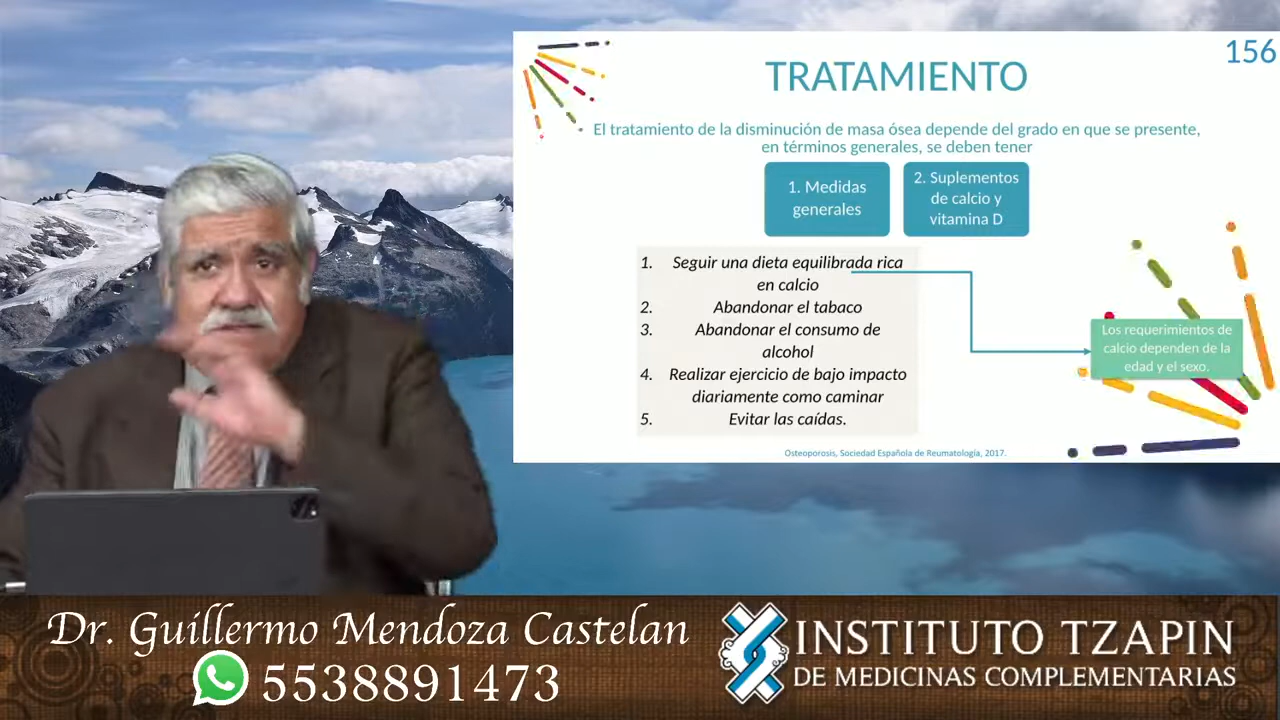 156
TRATAMIENTO
• El tratamiento de la disminución de masa ósea depende del grado en que se presente,
en términos generales, se deben tener
1. Medidas
generales
2. Suplementos
de calcio y
vitamina D
1. Seguir una dieta equilibrada rica
en calcio
2. Abandonar el tabaco
3. Abandonar el consumo de
alcohol
4. Realizar ejercicio de bajo impacto
diariamente como caminar
5. Evitar las caídas.
Los requerimientos de
calcio dependen de la
edad y el sexo.
Osteoporosis, Sociedad Española de Reumatología, 2017.
Dr. Guillermo Mendoza Castelan
5538891473
INSTITUTO TZAPIN
DE MEDICINAS COMPLEMENTARIAS